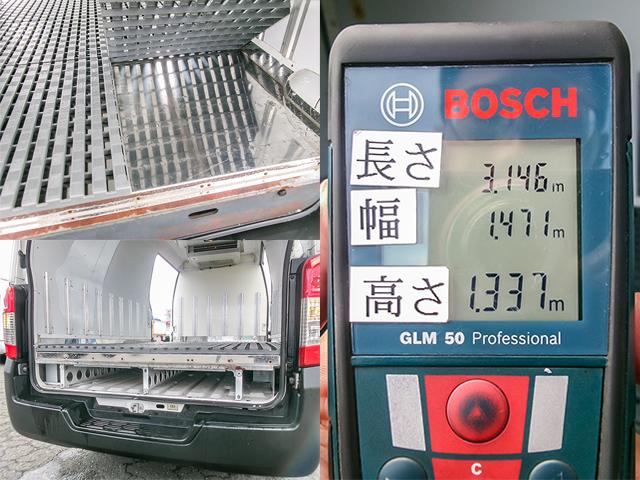 BOSCH
長さ 3.146m
幅 1.471m
高さ 1.337m
GLM 50 Professional
C